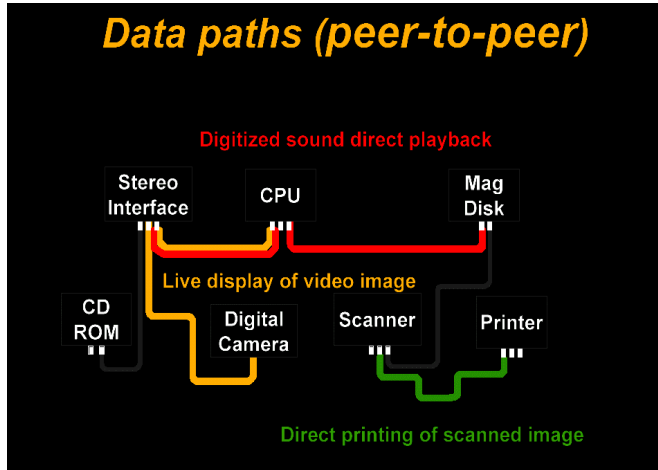 Data paths (peer-to-peer)
Digitized sound direct playback
Stereo
Interface
CPU
Mag
Disk
Live display of video image
CD
ROM
Digital
Camera
Scanner
Printer
Direct printing of scanned image